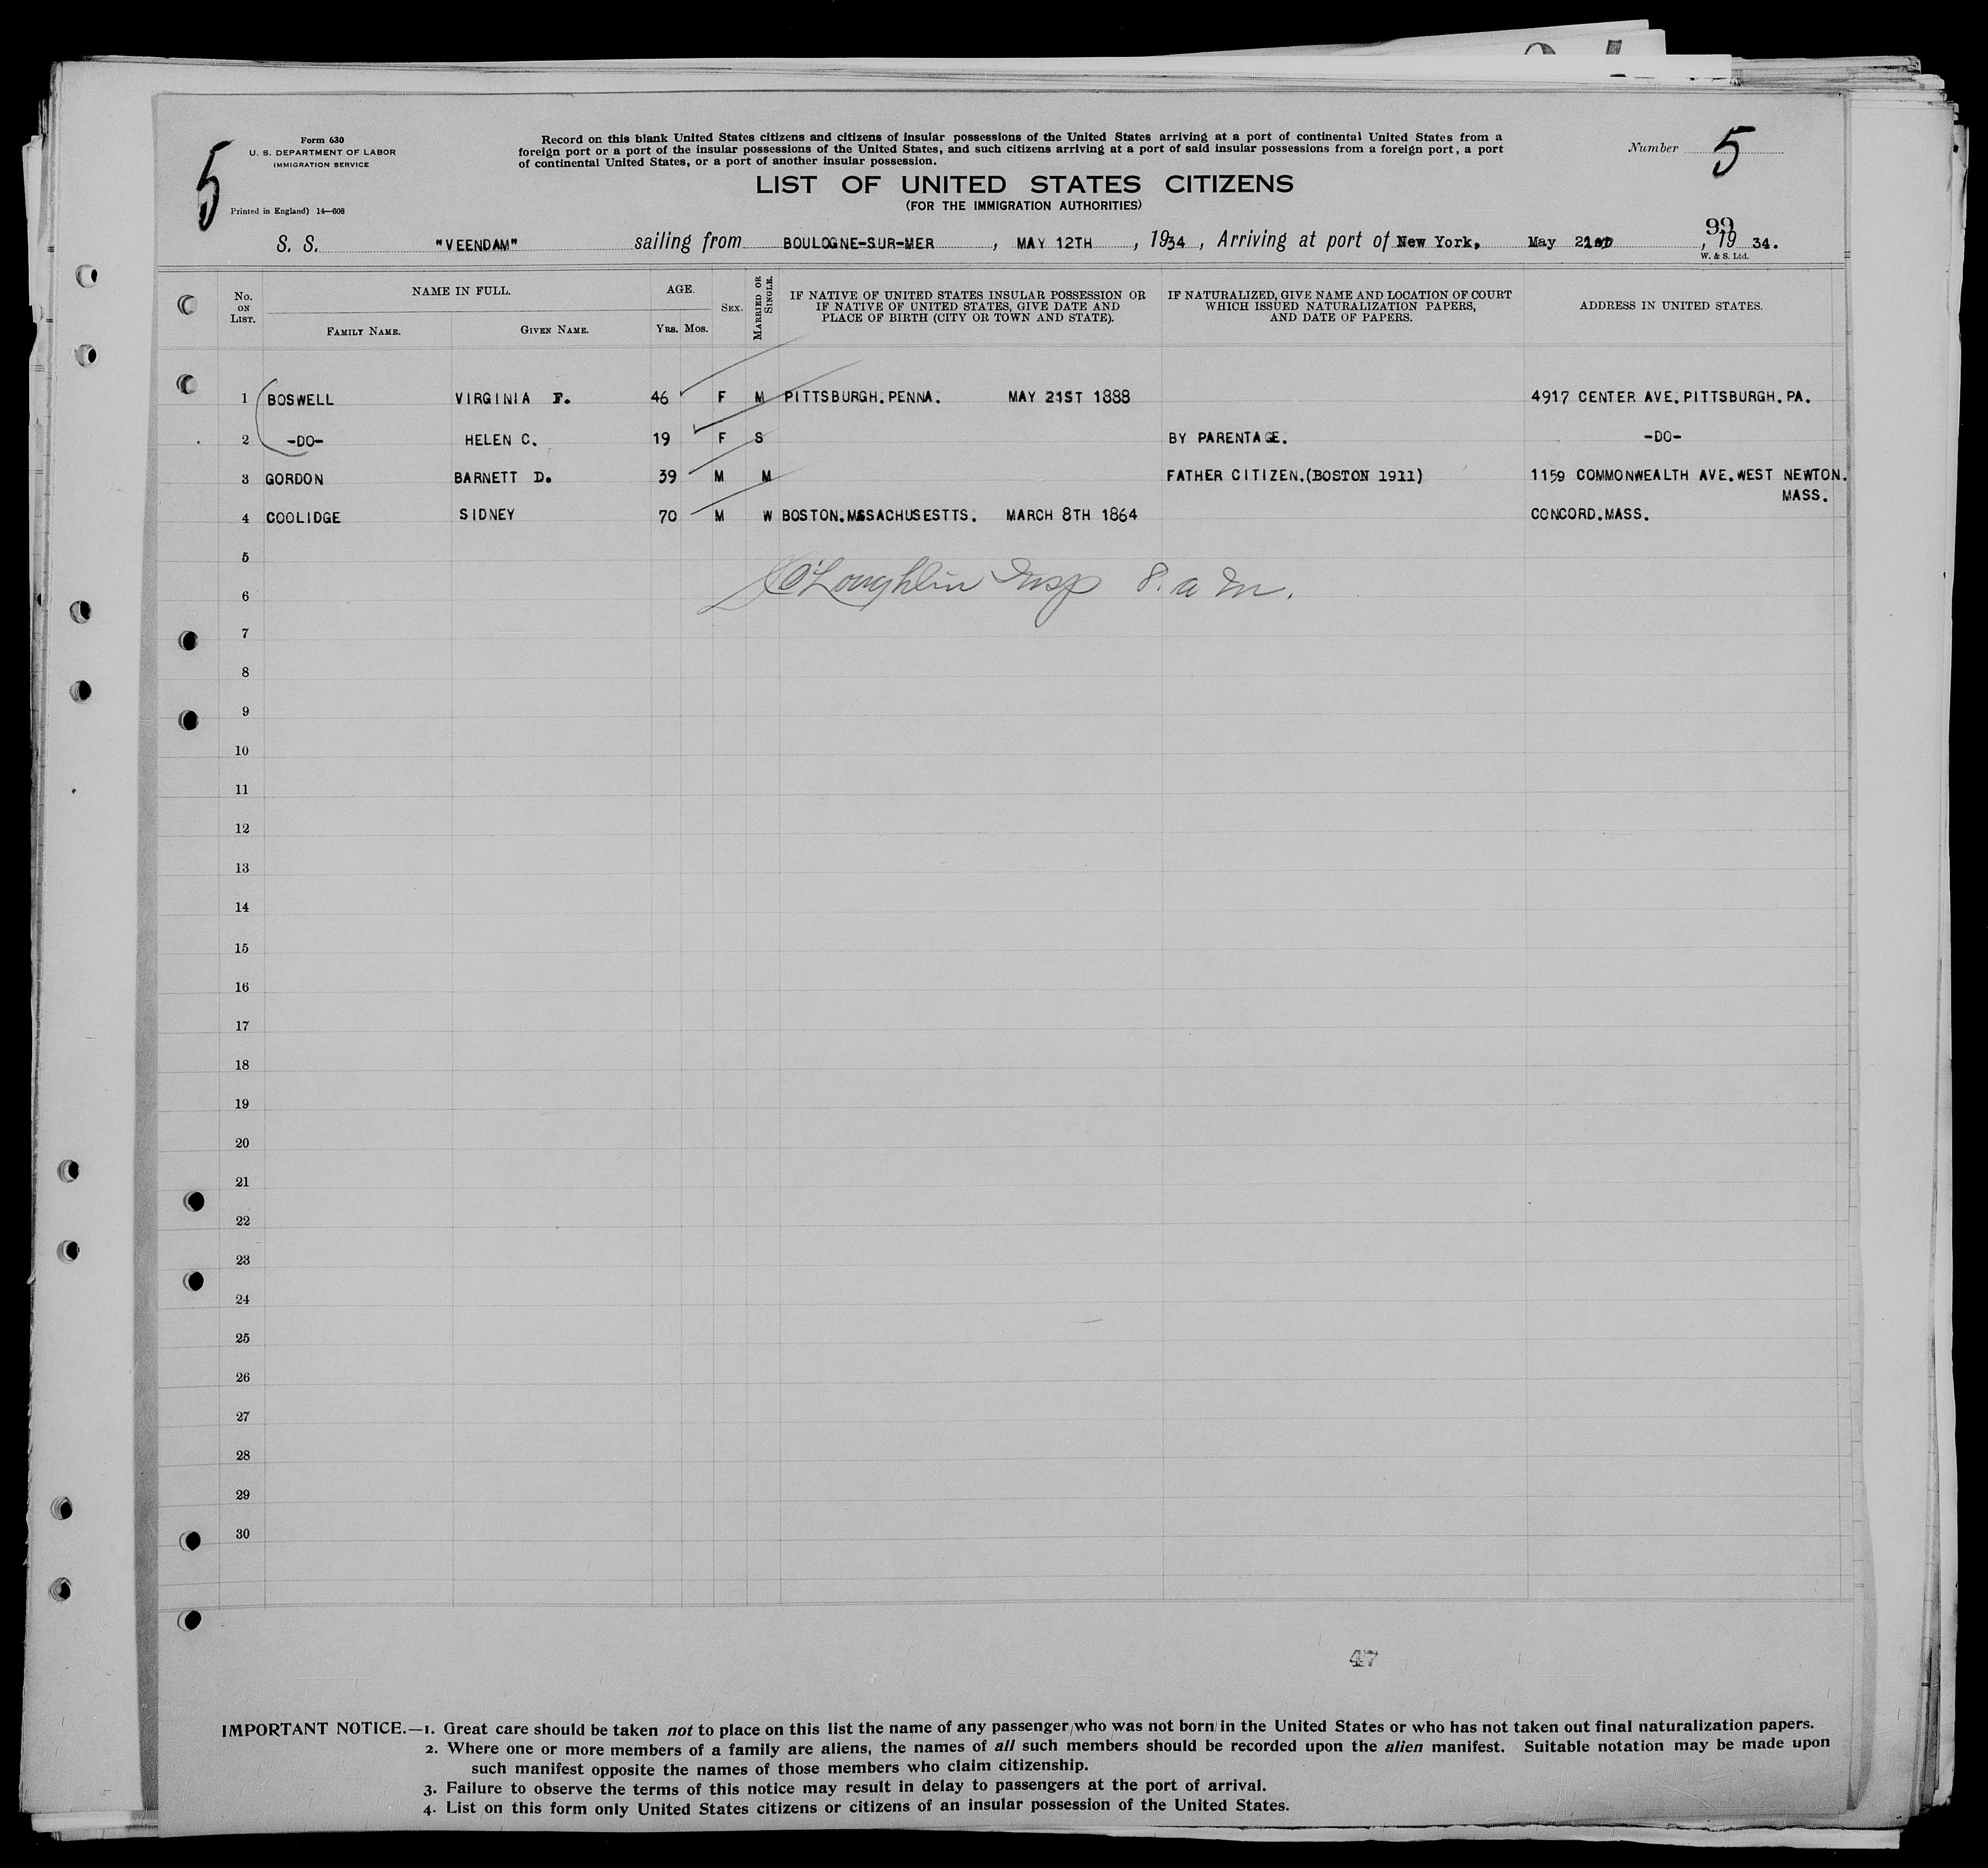 5
Form 630
U. S. DEPARTMENT OF LABOR
IMMIGRATION SERVICE
Printed in England) 14—608
Record on this blank United States citizens and citizens of insular possessions of the United States arriving at a port of continental United States from a
foreign port or a port of the insular possessions of the United States, and such citizens arriving at a port of said insular possessions from a foreign port, a port
of continental United States, or a port of another insular possession.
Number 5
LIST OF UNITED STATES CITIZENS
(FOR THE IMMIGRATION AUTHORITIES)
99
S. S. "VEENDAM" sailing from BOULOGNE-SUR-MER, MAY 12TH, 1934, Arriving at port of New York, May 21st, 19 34.
W. & S. Ltd.
No. ON LIST. NAME IN FULL. FAMILY NAME. GIVEN NAME. AGE. YRS. MOS. SEX. MARRIED OR SINGLE. IF NATIVE OF UNITED STATES INSULAR POSSESSION OR IF NATIVE OF UNITED STATES, GIVE DATE AND PLACE OF BIRTH (CITY OR TOWN AND STATE). IF NATURALIZED, GIVE NAME AND LOCATION OF COURT WHICH ISSUED NATURALIZATION PAPERS, AND DATE OF PAPERS. ADDRESS IN UNITED STATES.
1 BOSWELL VIRGINIA F. 46 F M PITTSBURGH.PENNA. MAY 21ST 1888 4917 CENTER AVE.PITTSBURGH.PA.
2 -DO- HELEN C. 19 F S BY PARENTAGE. -DO-
3 GORDON BARNETT D. 39 M M FATHER CITIZEN.(BOSTON 1911) 1159 COMMONWEALTH AVE.WEST NEWTON.
MASS.
4 COOLIDGE SIDNEY 70 M W BOSTON.MASSACHUSESTTS. MARCH 8TH 1864 CONCORD.MASS.
5
O'Loughlin Insp 8. a m.
6
7
8
9
10
11
12
13
14
15
16
17
18
19
20
21
22
23
24
25
26
27
28
29
30
47
IMPORTANT NOTICE.—1. Great care should be taken not to place on this list the name of any passenger who was not born in the United States or who has not taken out final naturalization papers.
2. Where one or more members of a family are aliens, the names of all such members should be recorded upon the alien manifest. Suitable notation may be made upon
such manifest opposite the names of those members who claim citizenship.
3. Failure to observe the terms of this notice may result in delay to passengers at the port of arrival.
4. List on this form only United States citizens or citizens of an insular possession of the United States.